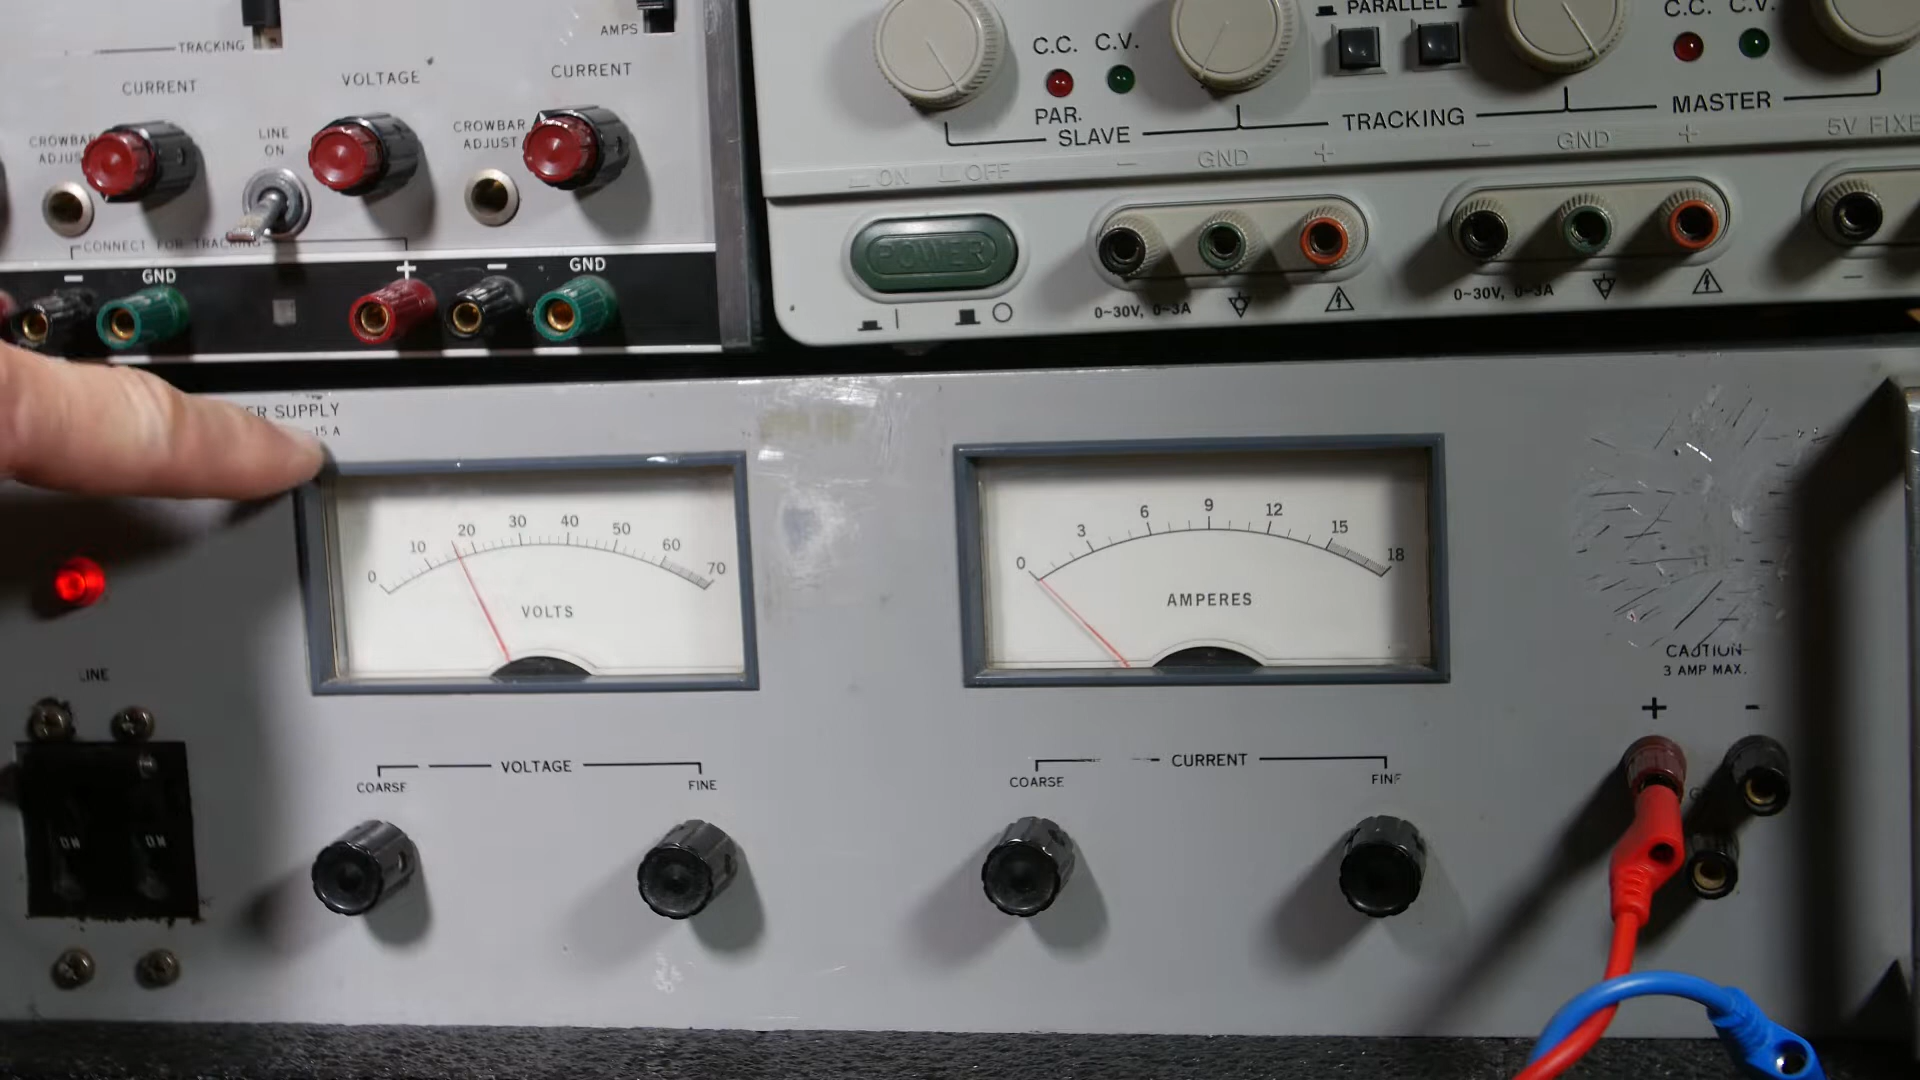 TRACKING
AMPS
CURRENT
VOLTAGE
CURRENT
CROWBAR
LINE
ON
CROWBAR
ADJUST
CONNECT FOR TRACKING
− GND + − GND
PARALLEL
C.C. C.V.
C.C. C.V.
PAR.
SLAVE
TRACKING
MASTER
ON OFF
− GND +
− GND +
5V
POWER
0~30V, 0~3A
0~30V, 0~3A
−
SUPPLY
15 A
0 10 20 30 40 50 60 70
VOLTS
0 3 6 9 12 15 18
AMPERES
CAUTION
3 AMP MAX.
+ -
LINE
ON ON
VOLTAGE
COARSE FINE
CURRENT
COARSE FINE